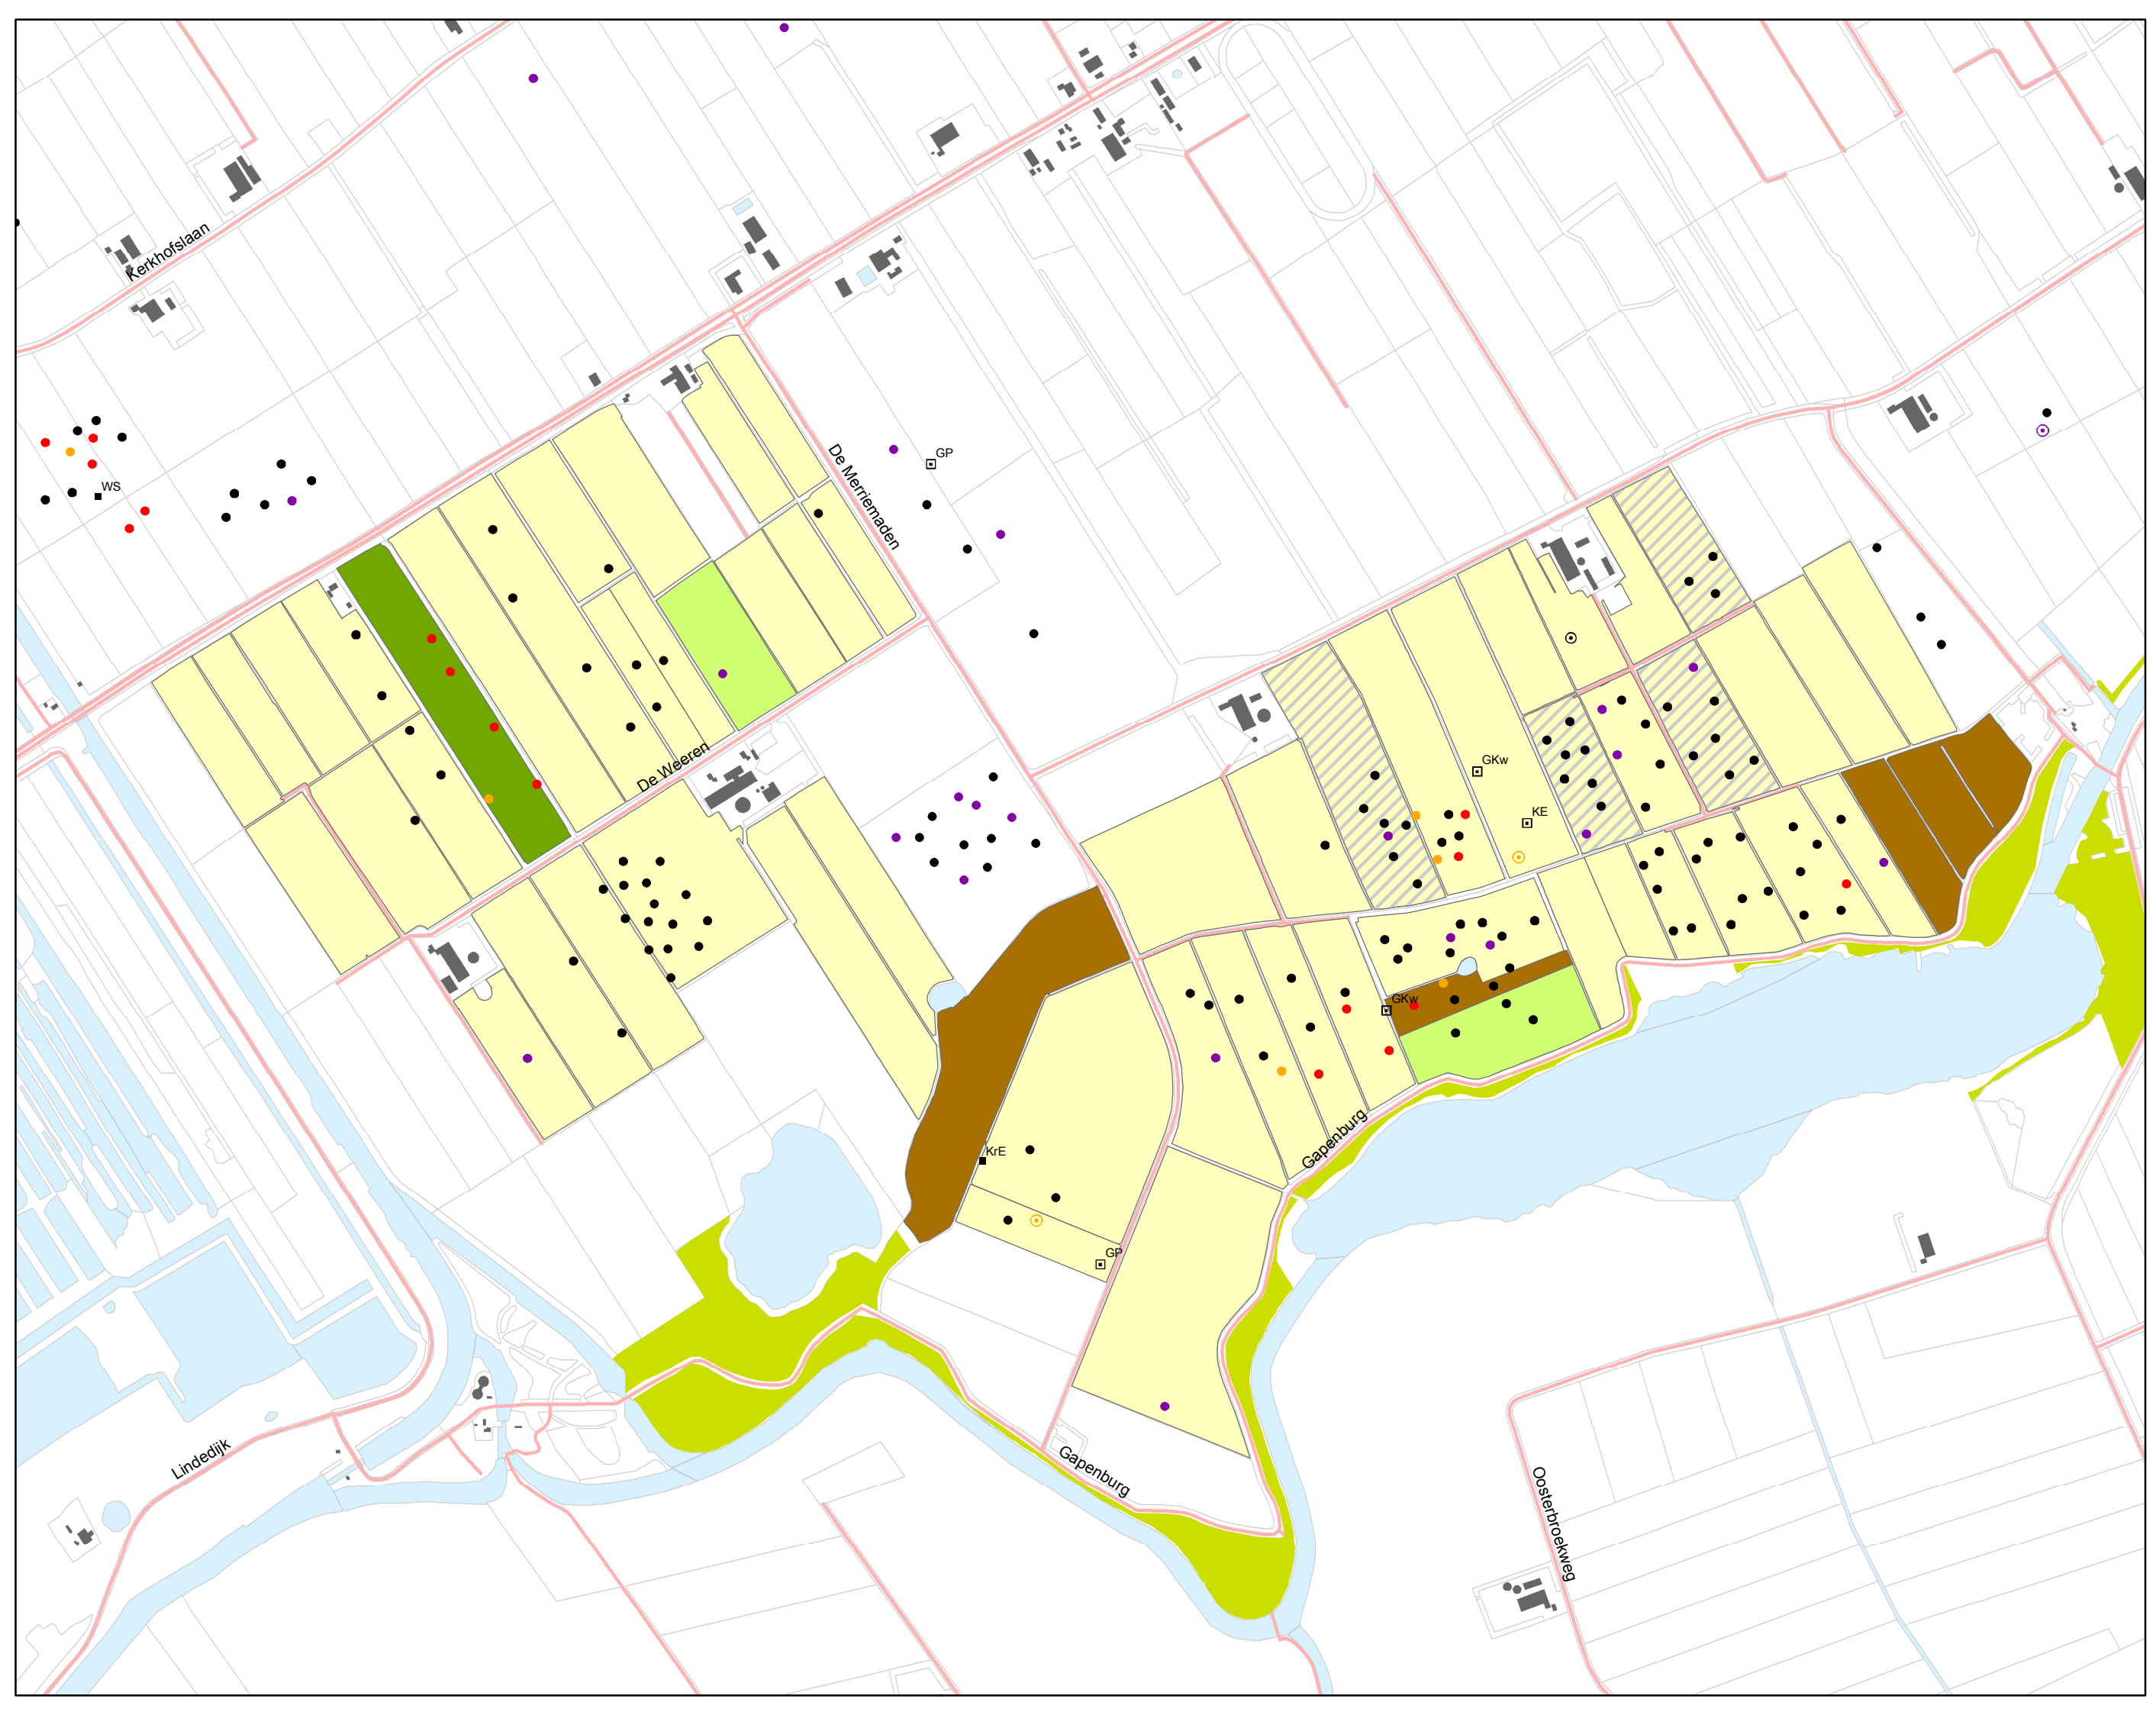 Kerkhofslaan
De Merriemaden
GP
WS
De Weeren
GKw
KE
GKw
KrE
Gapenburg
GP
Lindedijk
Gapenburg
Oosterbroekweg